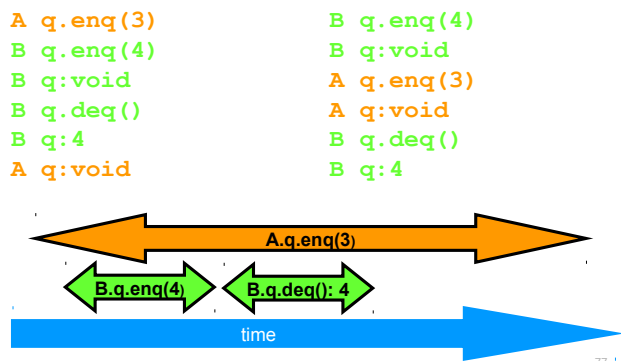 A q.enq(3)
B q.enq(4)
B q:void
B q.deq()
B q:4
A q:void
B q.enq(4)
B q:void
A q.enq(3)
A q:void
B q.deq()
B q:4
A.q.enq(3)
B.q.enq(4)
B.q.deq(): 4
time